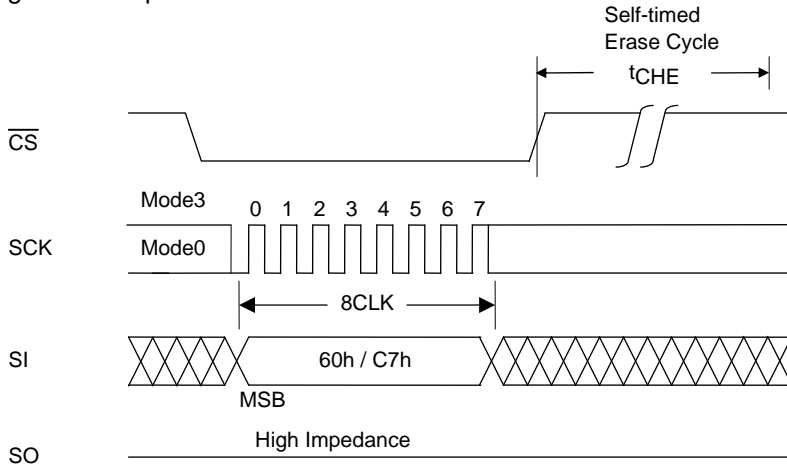 Self-timed
Erase Cycle
tCHE
CS
Mode3
0 1 2 3 4 5 6 7
SCK
Mode0
8CLK
SI
60h / C7h
MSB
High Impedance
SO